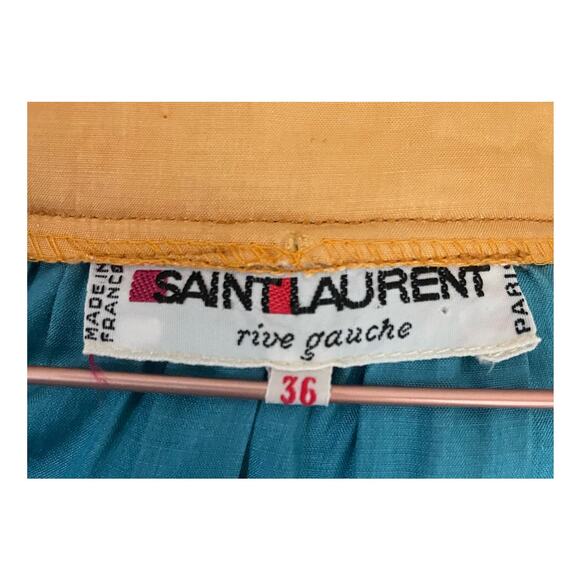 MADE IN
FRANCE
SAINT LAURENT
rive gauche
PARIS
36